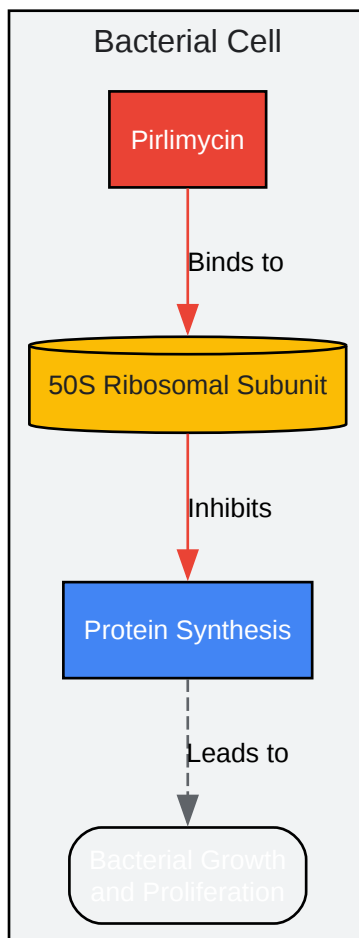 Bacterial Cell
Pirlimycin
Binds to
50S Ribosomal Subunit
Inhibits
Protein Synthesis
Leads to
Bacterial Growth
and Proliferation